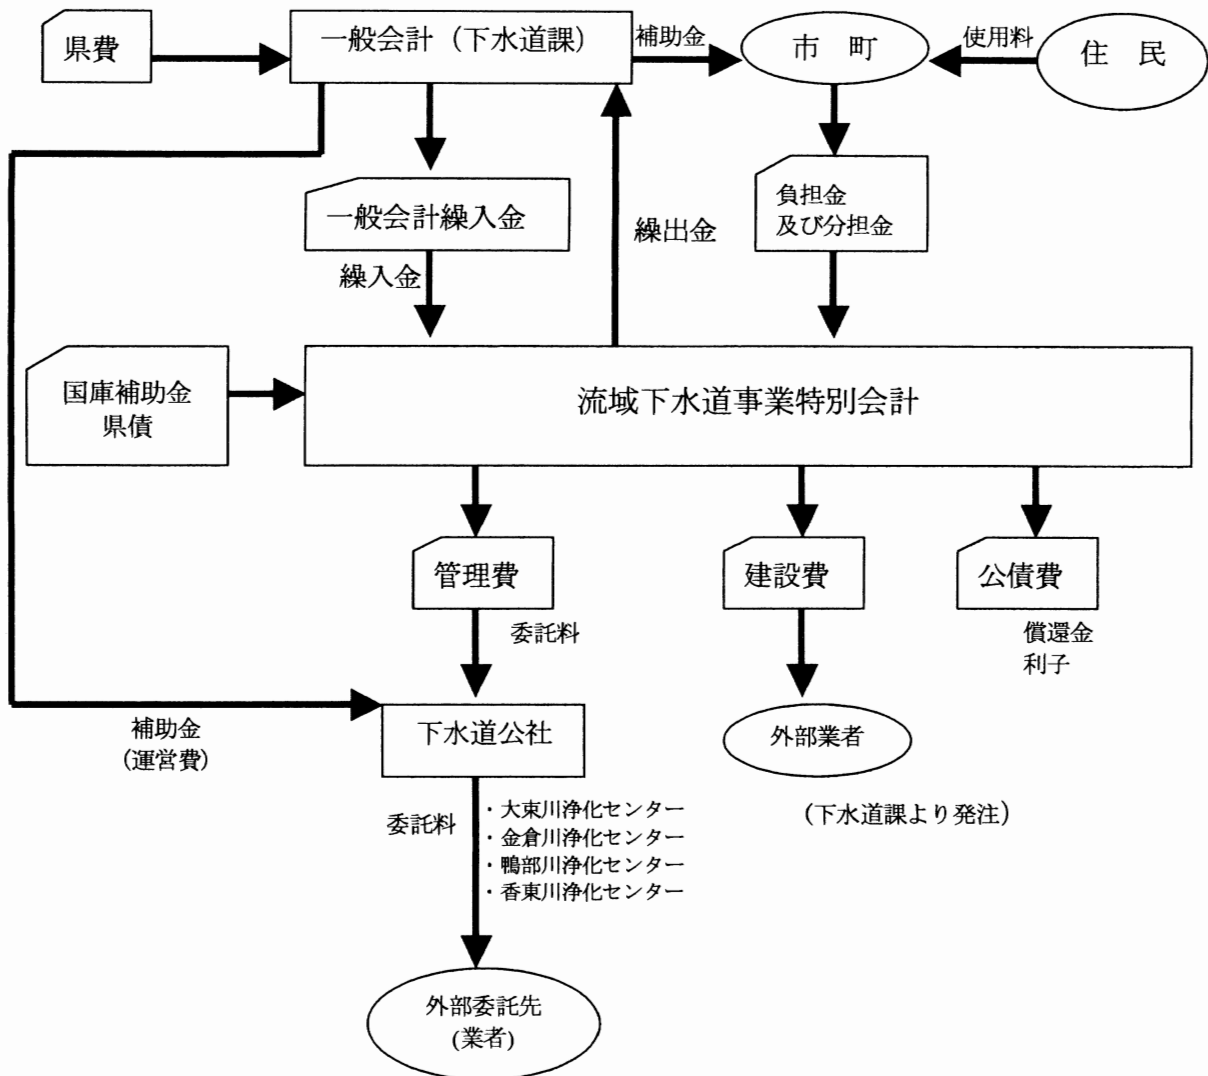 県費
一般会計（下水道課）
補助金
市　町
使用料
住　民
一般会計繰入金
繰入金
繰出金
負担金
及び分担金
国庫補助金
県債
流域下水道事業特別会計
管理費
建設費
公債費
委託料
償還金
利子
補助金
(運営費)
下水道公社
外部業者
(下水道課より発注)
委託料
・大束川浄化センター
・金倉川浄化センター
・鴨部川浄化センター
・香東川浄化センター
外部委託先
(業者)